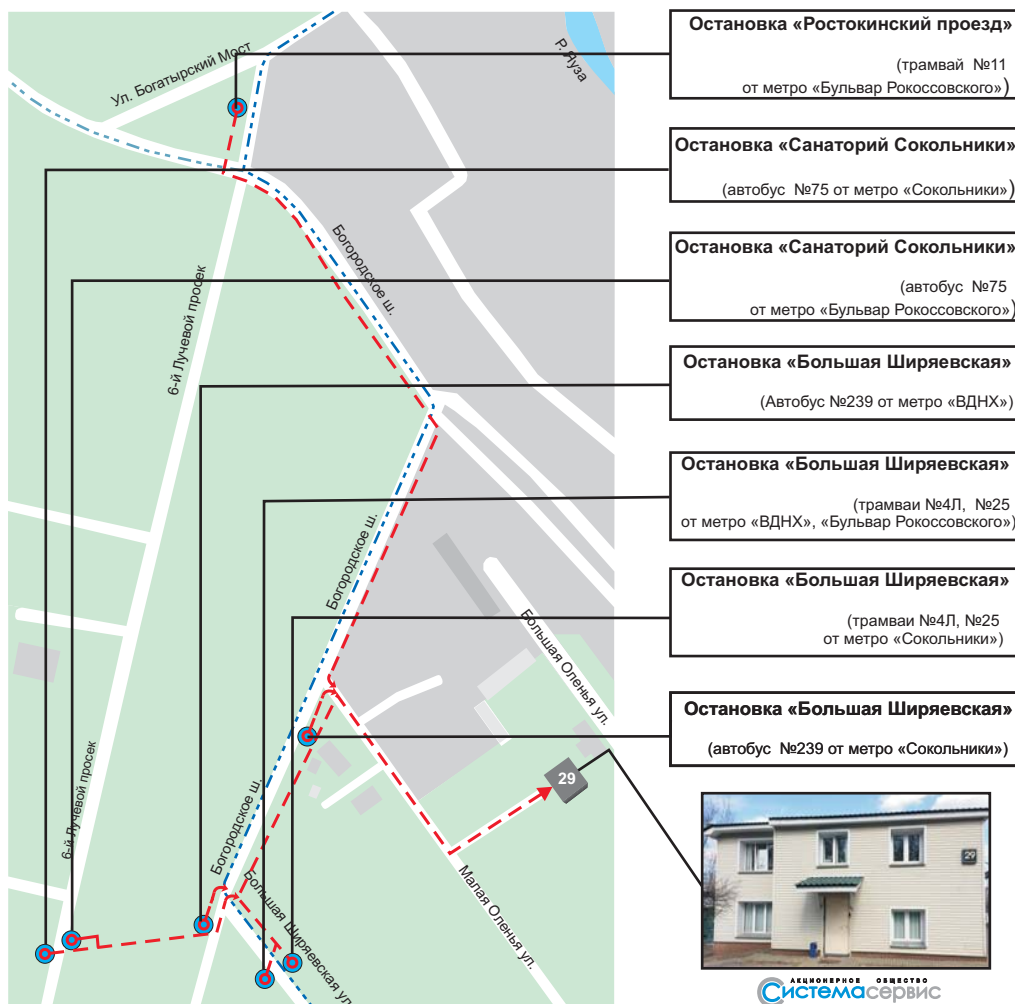 Остановка «Ростокинский проезд»
(трамвай №11
от метро «Бульвар Рокоссовского»)
Остановка «Санаторий Сокольники»
(автобус №75 от метро «Сокольники»)
Остановка «Санаторий Сокольники»
(автобус №75
от метро «Бульвар Рокоссовского»)
Остановка «Большая Ширяевская»
(Автобус №239 от метро «ВДНХ»)
Остановка «Большая Ширяевская»
(трамваи №4Л, №25
от метро «ВДНХ», «Бульвар Рокоссовского»)
Остановка «Большая Ширяевская»
(трамваи №4Л, №25
от метро «Сокольники»)
Остановка «Большая Ширяевская»
(автобус №239 от метро «Сокольники»)
Ул. Богатырский Мост
Р. Яуза
Богородское ш.
6-й Лучевой просек
Богородское ш.
Большая Оленья ул.
29
6-й Лучевой просек
Богородское ш.
Большая Ширяевская ул.
Малая Оленья ул.
29
АКЦИОНЕРНОЕ ОБЩЕСТВО
Системасервис